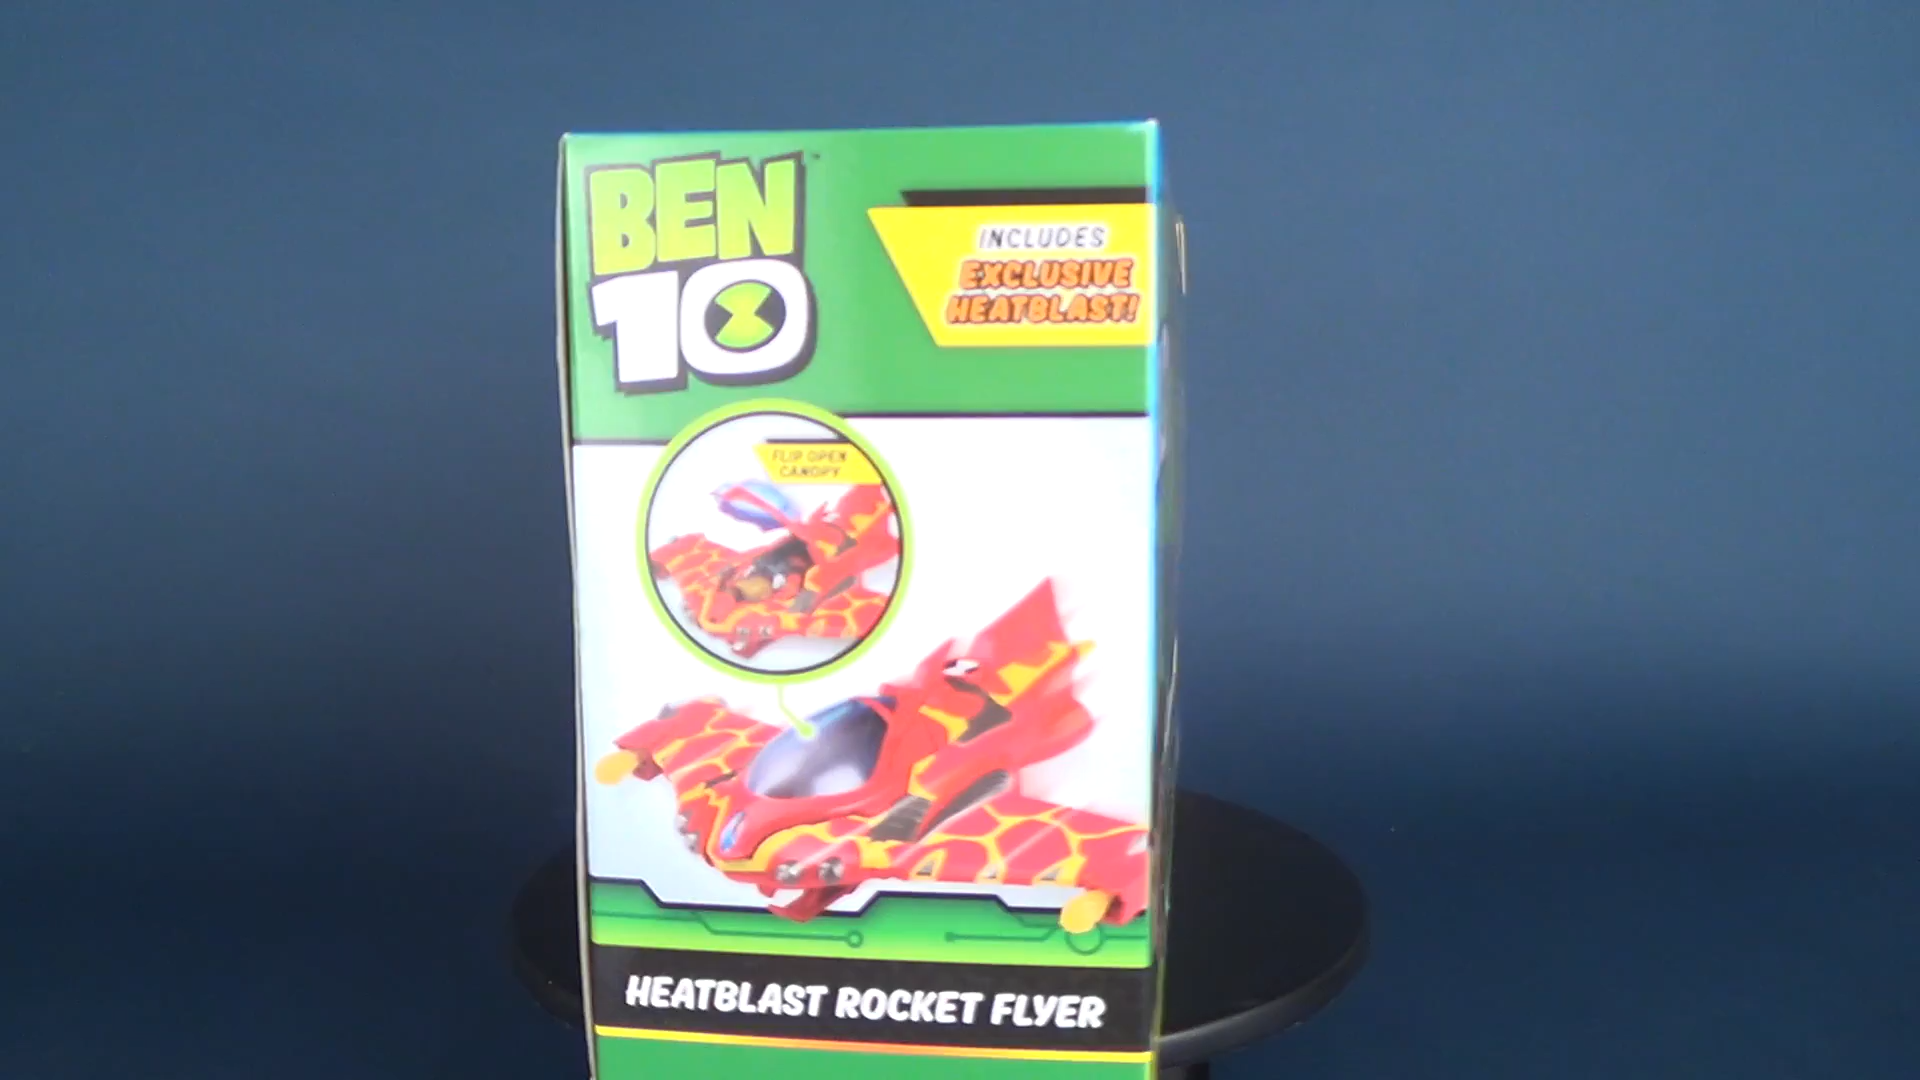 BEN
10
INCLUDES
EXCLUSIVE
HEATBLAST!
FLIP OPEN
CANOPY
HEATBLAST ROCKET FLYER